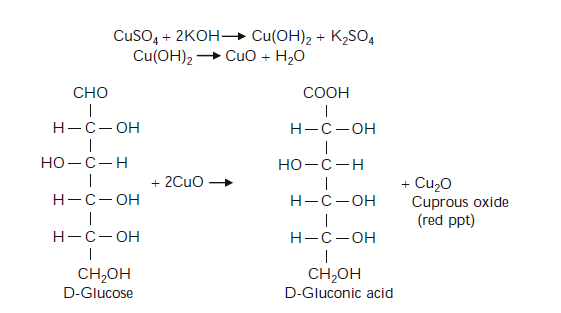 CuSO₄ + 2KOH → Cu(OH)₂ + K₂SO₄
Cu(OH)₂ → CuO + H₂O
CHO COOH
H–C–OH H–C–OH
HO–C–H HO–C–H
+ 2CuO → + Cu₂O
H–C–OH H–C–OH Cuprous oxide
(red ppt)
H–C–OH H–C–OH
CH₂OH CH₂OH
D-Glucose D-Gluconic acid